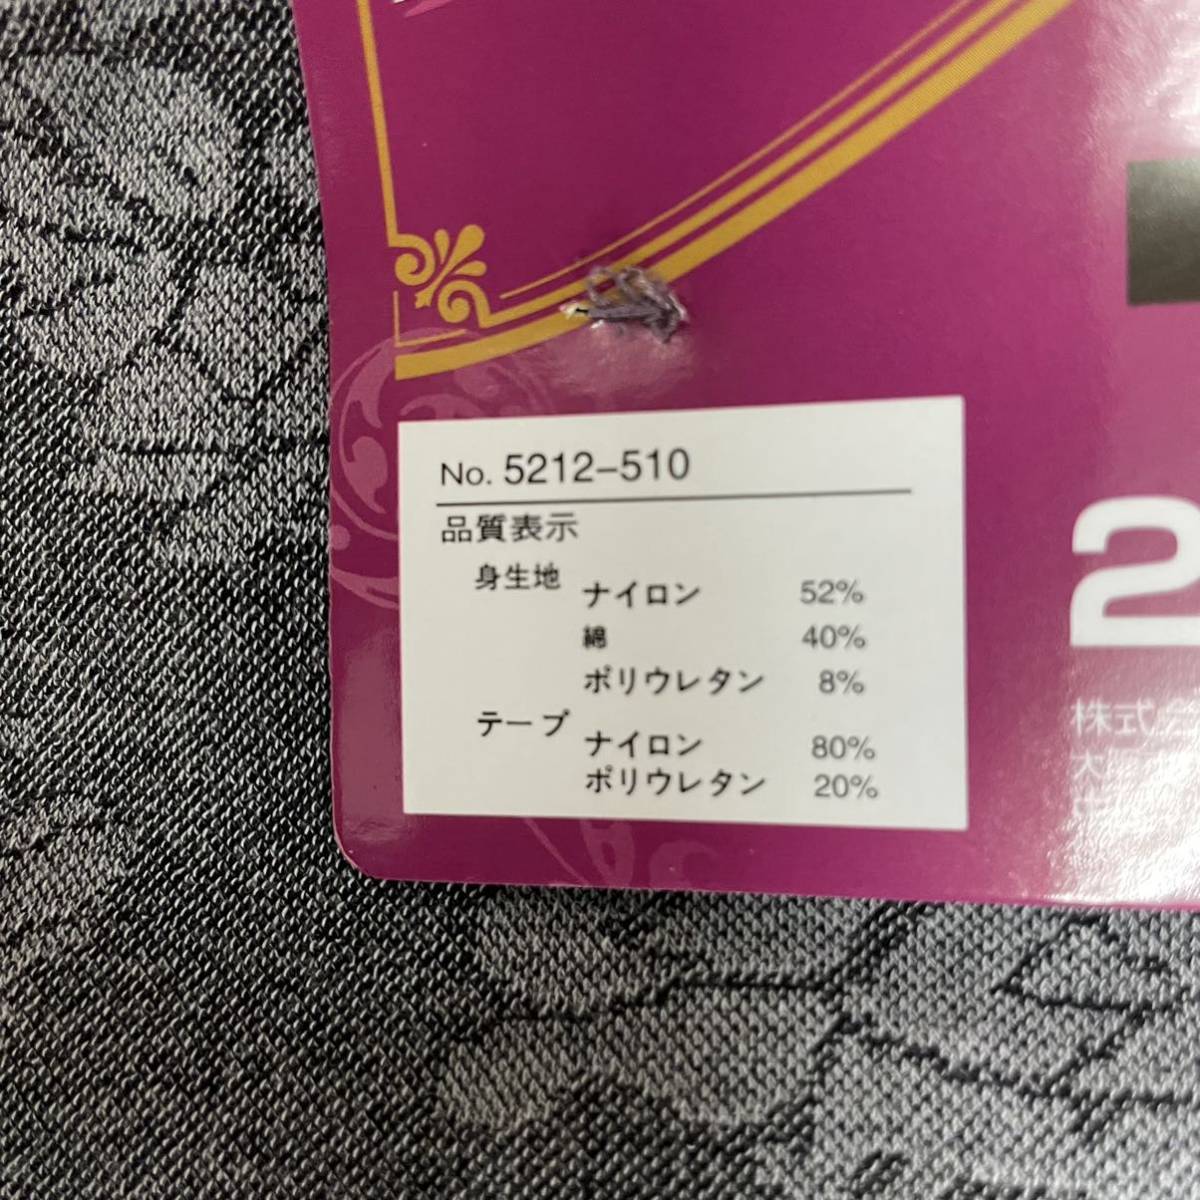 No. 5212-510
品質表示
身生地 ナイロン 52%
綿 40%
ポリウレタン 8%
テープ ナイロン 80%
ポリウレタン 20%
2
株式会